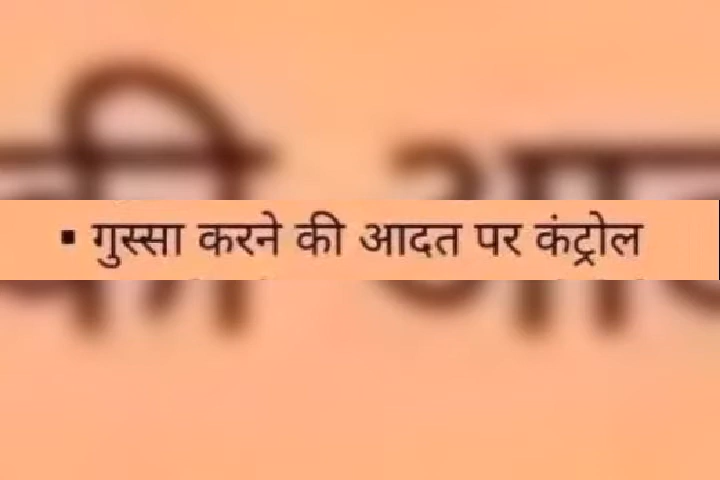 ▪ गुस्सा करने की आदत पर कंट्रोल